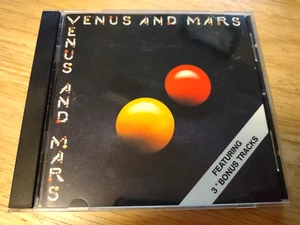 VENUS AND MARS
VENUS AND MARS
FEATURING
3 * BONUS TRACKS